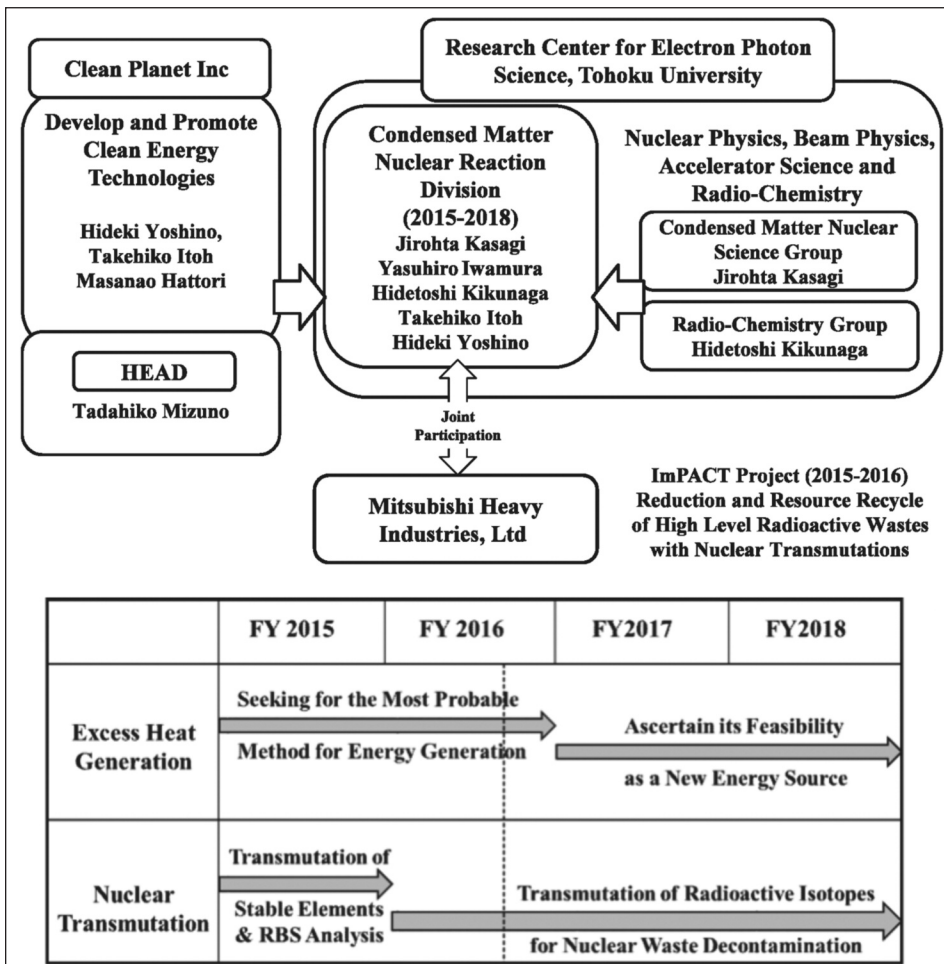 Clean Planet Inc
Develop and Promote
Clean Energy
Technologies
Hideki Yoshino,
Takehiko Itoh
Masanao Hattori
HEAD
Tadahiko Mizuno
Research Center for Electron Photon
Science, Tohoku University
Condensed Matter
Nuclear Reaction
Division
(2015-2018)
Jirohta Kasagi
Yasuhiro Iwamura
Hidetoshi Kikunaga
Takehiko Itoh
Hideki Yoshino
Nuclear Physics, Beam Physics,
Accelerator Science and
Radio-Chemistry
Condensed Matter Nuclear
Science Group
Jirohta Kasagi
Radio-Chemistry Group
Hidetoshi Kikunaga
Joint
Participation
Mitsubishi Heavy
Industries, Ltd
ImPACT Project (2015-2016)
Reduction and Resource Recycle
of High Level Radioactive Wastes
with Nuclear Transmutations
FY 2015 FY 2016 FY2017 FY2018
Excess Heat
Generation
Seeking for the Most Probable
Method for Energy Generation
Ascertain its Feasibility
as a New Energy Source
Nuclear
Transmutation
Transmutation of
Stable Elements
& RBS Analysis
Transmutation of Radioactive Isotopes
for Nuclear Waste Decontamination